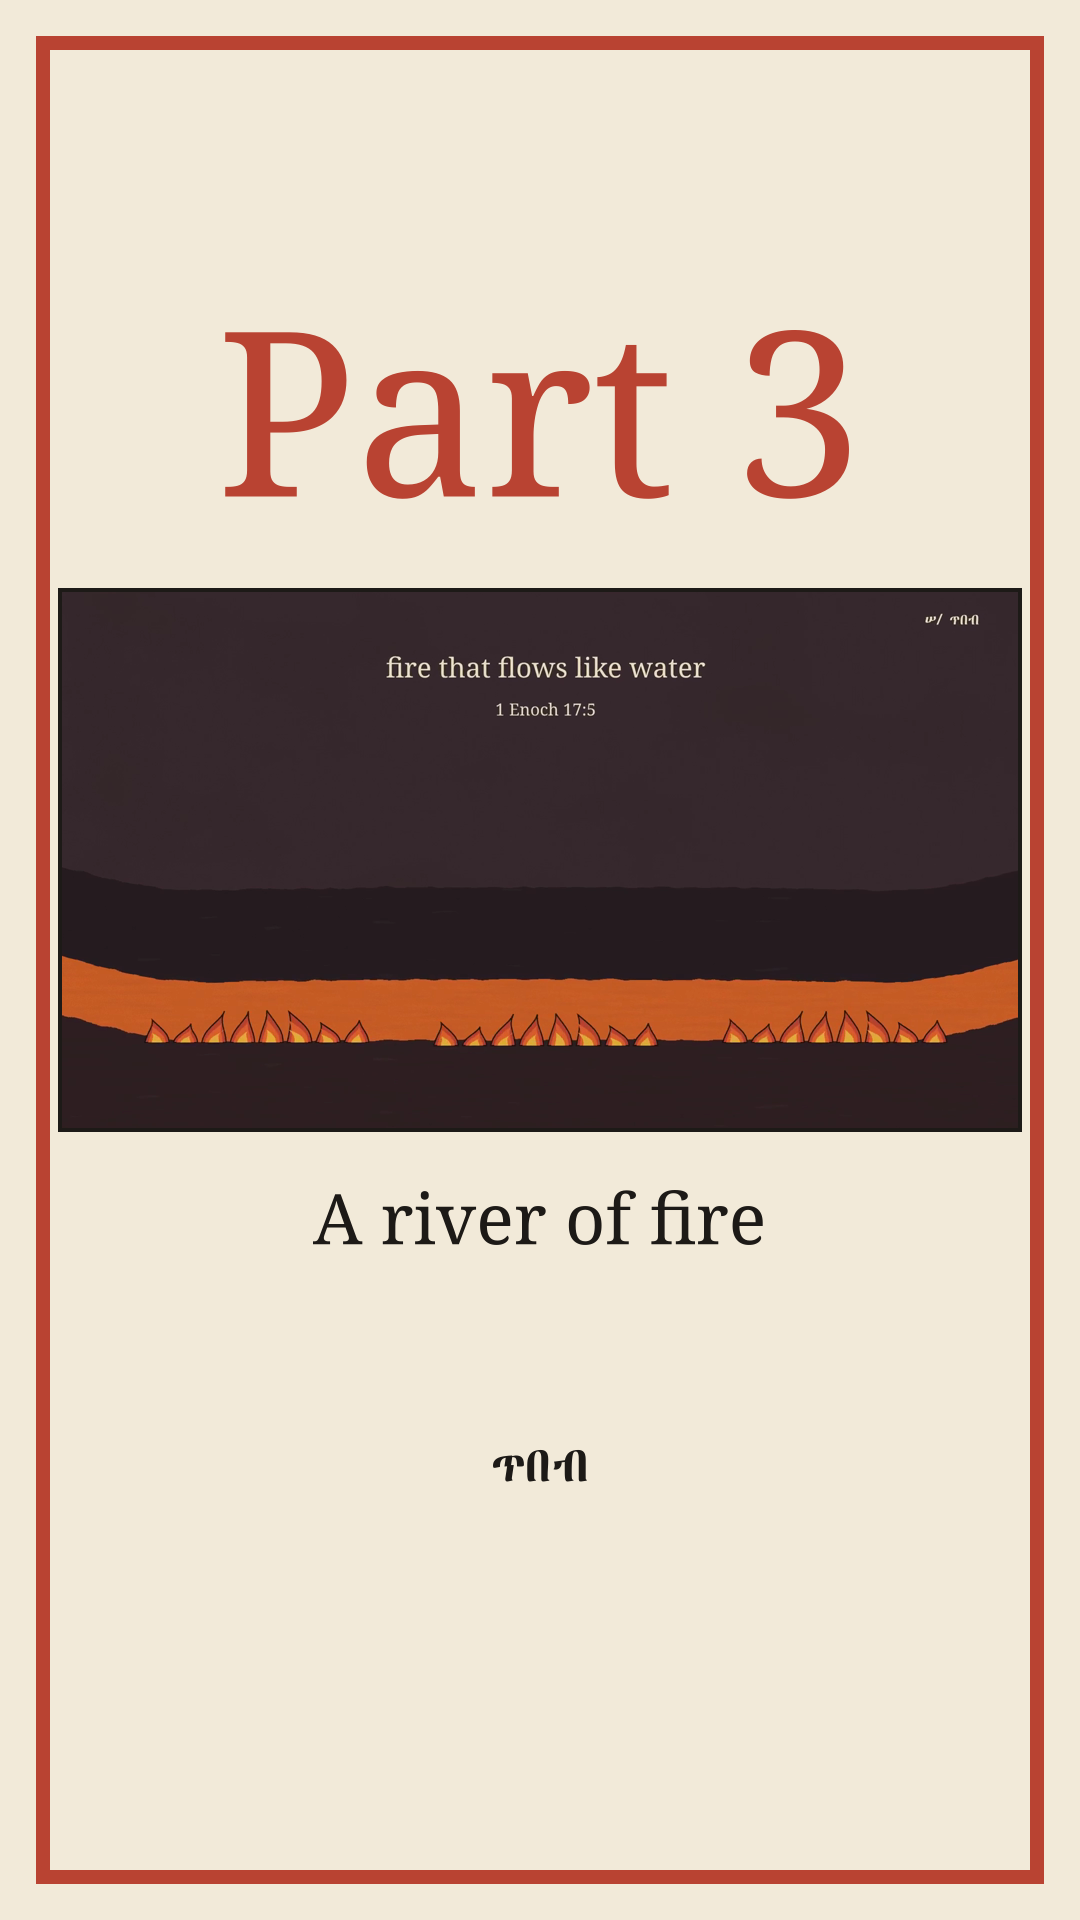 Part 3
ሠ/ ጥበብ
fire that flows like water
1 Enoch 17:5
A river of fire
ጥበብ